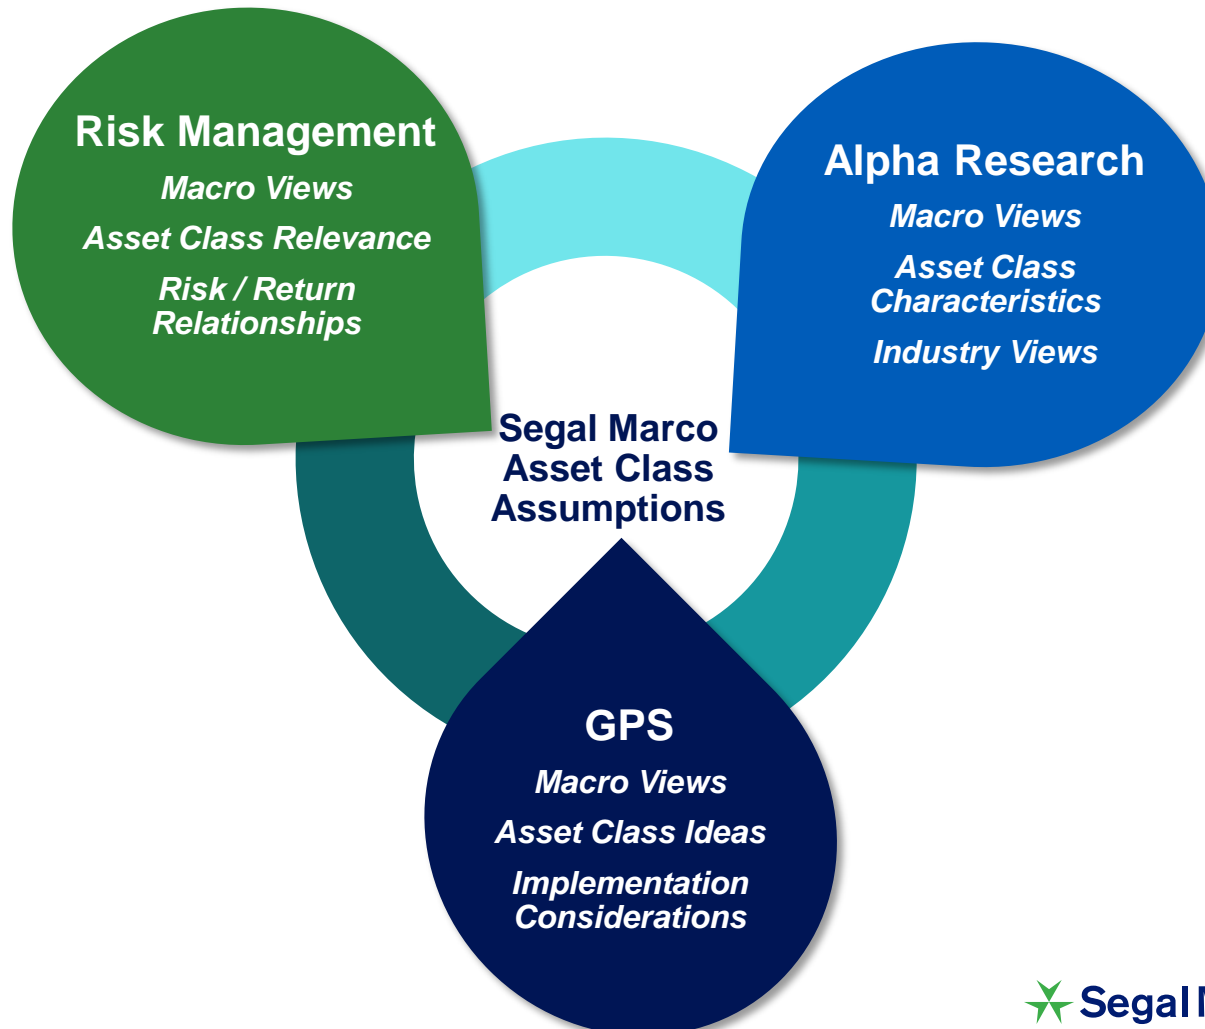 Risk Management
Macro Views
Asset Class Relevance
Risk / Return
Relationships
Alpha Research
Macro Views
Asset Class
Characteristics
Industry Views
Segal Marco
Asset Class
Assumptions
GPS
Macro Views
Asset Class Ideas
Implementation
Considerations
Segal